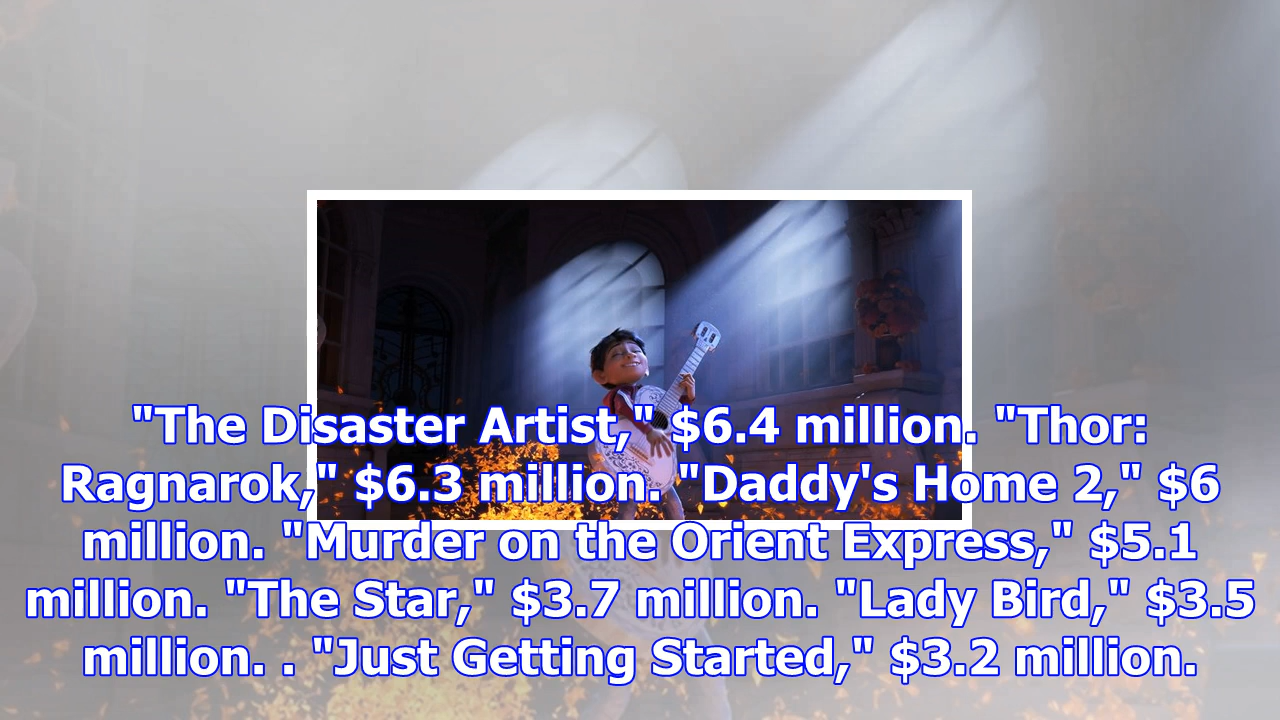 "The Disaster Artist," $6.4 million. "Thor:
Ragnarok," $6.3 million. "Daddy's Home 2," $6
million. "Murder on the Orient Express," $5.1
million. "The Star," $3.7 million. "Lady Bird," $3.5
million. . "Just Getting Started," $3.2 million.